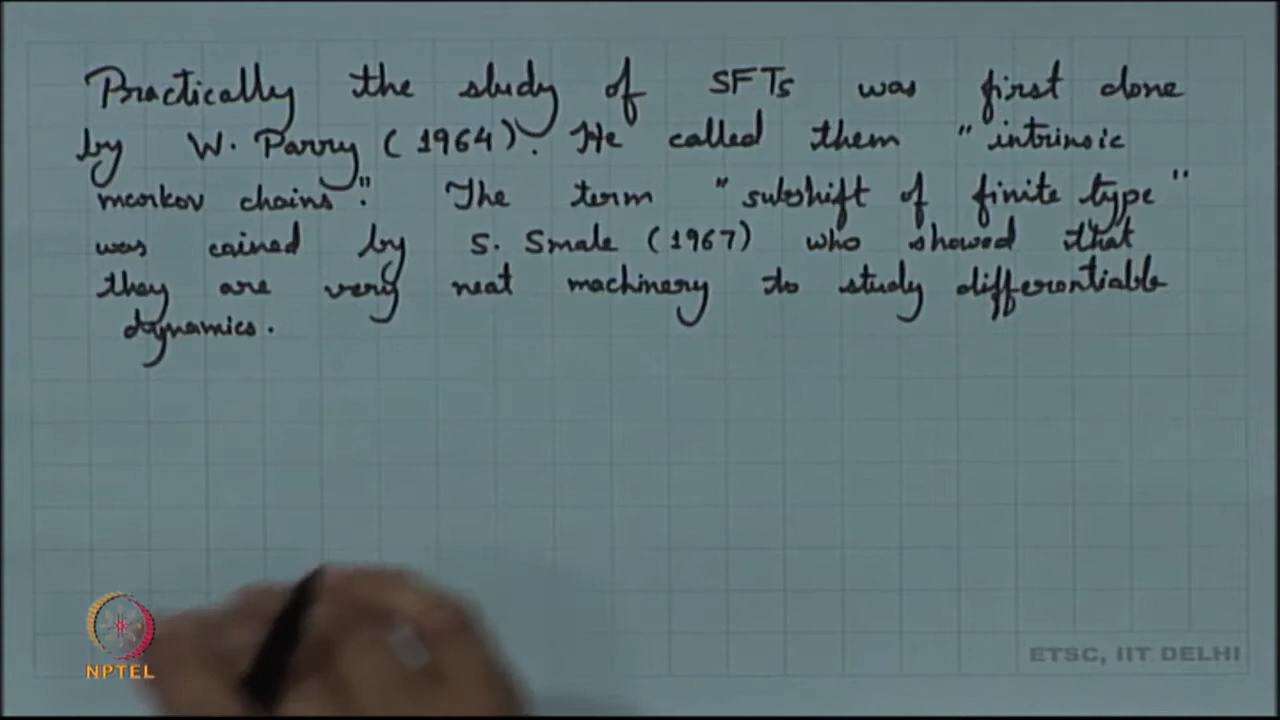 Practically the study of SFTs was first done
by W. Parry (1964). He called them "intrinsic
markov chains". The term "subshift of finite type"
was coined by S. Smale (1967) who showed that
they are very neat machinery to study differentiable
dynamics.
NPTEL
ETSC, IIT DELHI